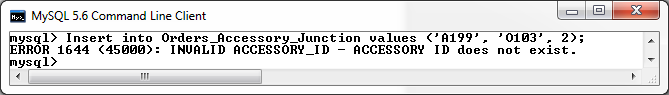 MySQL 5.6 Command Line Client
mysql> Insert into Orders_Accessory_Junction values ('A199', 'O103', 2);
ERROR 1644 (45000): INVALID ACCESSORY_ID - ACCESSORY ID does not exist.
mysql>